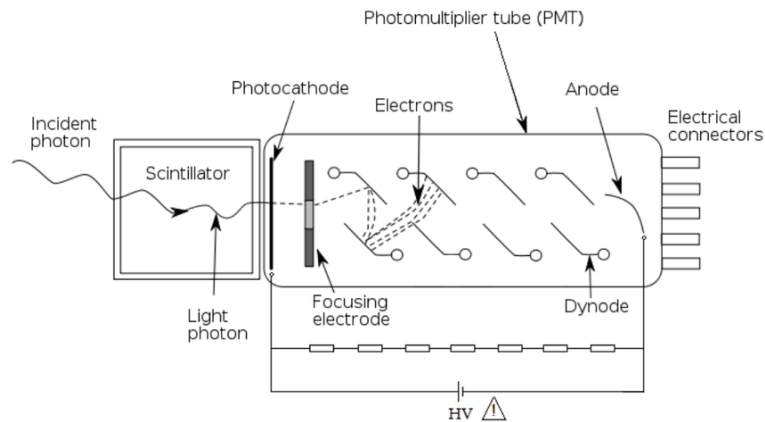 Photomultiplier tube (PMT)
Photocathode
Electrons
Anode
Electrical
connectors
Incident
photon
Scintillator
Light
photon
Focusing
electrode
Dynode
HV
!